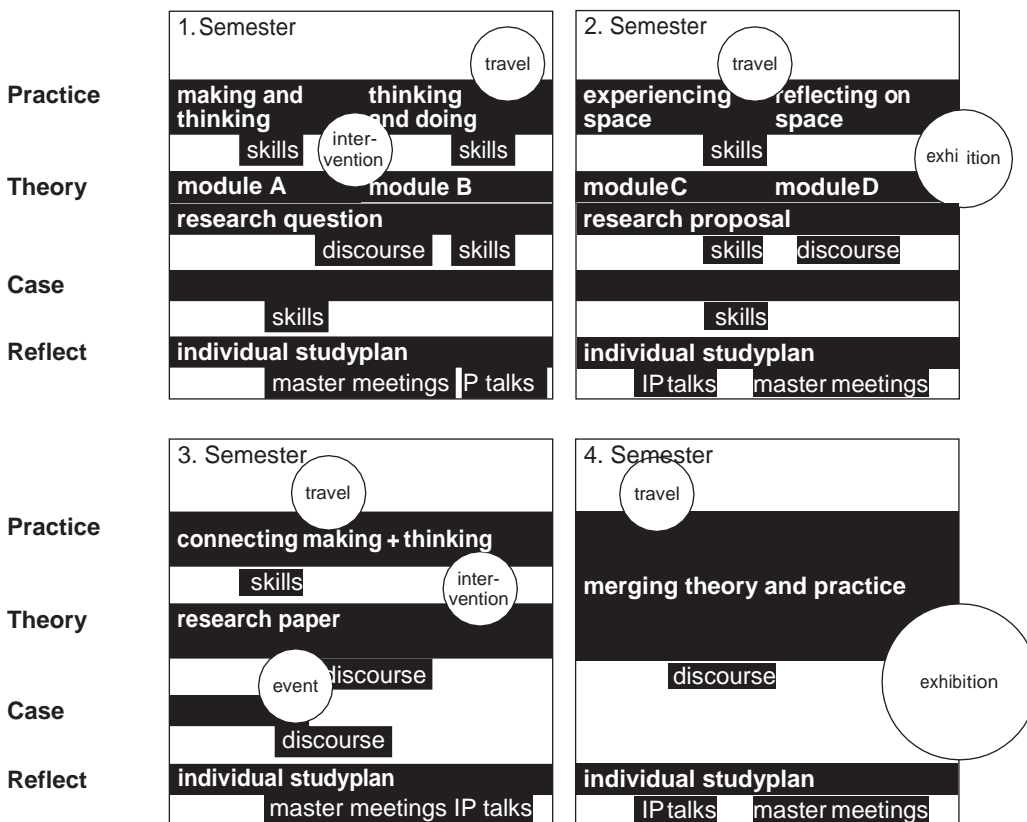 1. Semester
travel
Practice
making and
thinking
thinking
and doing
skills
inter-
vention
skills
Theory
module A
module B
research question
discourse
skills
Case
skills
Reflect
individual studyplan
master meetings
IP talks
2. Semester
travel
experiencing
space
reflecting on
space
skills
exhi ition
module C
module D
research proposal
skills
discourse
skills
individual studyplan
IP talks
master meetings
3. Semester
travel
Practice
connecting making + thinking
skills
inter-
vention
Theory
research paper
discourse
event
Case
discourse
Reflect
individual studyplan
master meetings IP talks
4. Semester
travel
merging theory and practice
discourse
exhibition
individual studyplan
IP talks
master meetings